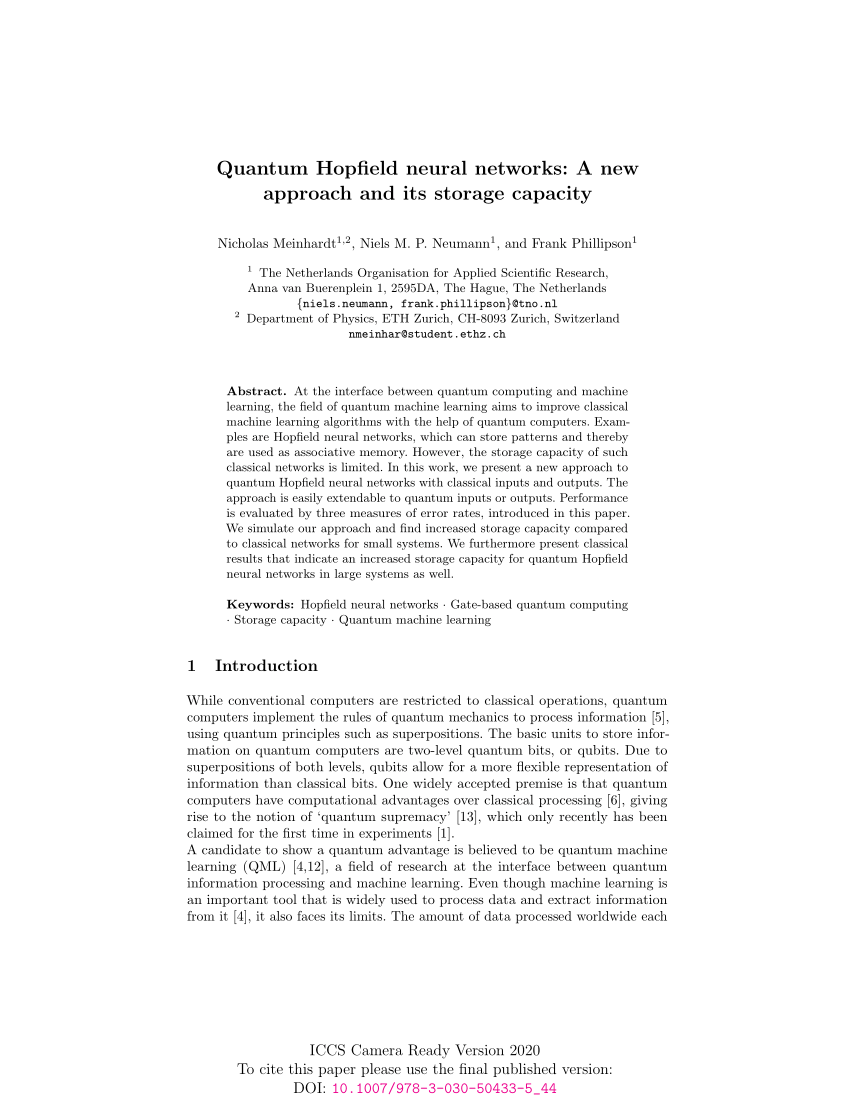 Quantum Hopfield neural networks: A new
approach and its storage capacity
Nicholas Meinhardt1,2, Niels M. P. Neumann1, and Frank Phillipson1
1 The Netherlands Organisation for Applied Scientific Research,
Anna van Buerenplein 1, 2595DA, The Hague, The Netherlands
{niels.neumann, frank.phillipson}@tno.nl
2 Department of Physics, ETH Zurich, CH-8093 Zurich, Switzerland
nmeinhar@student.ethz.ch
Abstract. At the interface between quantum computing and machine
learning, the field of quantum machine learning aims to improve classical
machine learning algorithms with the help of quantum computers. Exam-
ples are Hopfield neural networks, which can store patterns and thereby
are used as associative memory. However, the storage capacity of such
classical networks is limited. In this work, we present a new approach to
quantum Hopfield neural networks with classical inputs and outputs. The
approach is easily extendable to quantum inputs or outputs. Performance
is evaluated by three measures of error rates, introduced in this paper.
We simulate our approach and find increased storage capacity compared
to classical networks for small systems. We furthermore present classical
results that indicate an increased storage capacity for quantum Hopfield
neural networks in large systems as well.
Keywords: Hopfield neural networks · Gate-based quantum computing
· Storage capacity · Quantum machine learning
1 Introduction
While conventional computers are restricted to classical operations, quantum
computers implement the rules of quantum mechanics to process information [5],
using quantum principles such as superpositions. The basic units to store infor-
mation on quantum computers are two-level quantum bits, or qubits. Due to
superpositions of both levels, qubits allow for a more flexible representation of
information than classical bits. One widely accepted premise is that quantum
computers have computational advantages over classical processing [6], giving
rise to the notion of ‘quantum supremacy’ [13], which only recently has been
claimed for the first time in experiments [1].
A candidate to show a quantum advantage is believed to be quantum machine
learning (QML) [4,12], a field of research at the interface between quantum
information processing and machine learning. Even though machine learning is
an important tool that is widely used to process data and extract information
from it [4], it also faces its limits. The amount of data processed worldwide each
ICCS Camera Ready Version 2020
To cite this paper please use the final published version:
DOI: 10.1007/978-3-030-50433-5_44